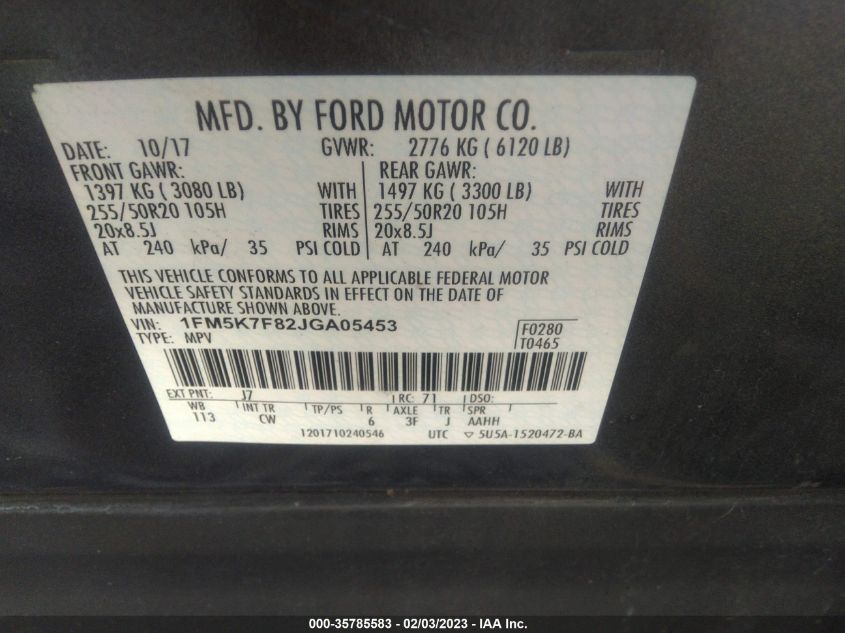 MFD. BY FORD MOTOR CO.
DATE: 10/17 GVWR: 2776 KG ( 6120 LB)
FRONT GAWR: REAR GAWR:
1397 KG ( 3080 LB) WITH 1497 KG ( 3300 LB) WITH
255/50R20 105H TIRES 255/50R20 105H TIRES
20x8.5J RIMS 20x8.5J RIMS
AT 240 kPa/ 35 PSI COLD AT 240 kPa/ 35 PSI COLD
THIS VEHICLE CONFORMS TO ALL APPLICABLE FEDERAL MOTOR
VEHICLE SAFETY STANDARDS IN EFFECT ON THE DATE OF
MANUFACTURE SHOWN ABOVE.
VIN: 1FM5K7F82JGA05453 F0280
TYPE: MPV T0465
EXT PNT: J7 RC: 71 DSO:
WB INT TR TP/PS R AXLE TR SPR
113 CW 6 3F J AAHH
1201710240546 UTC ▽ 5U5A-1520472-BA
000-35785583 — 02/03/2023 — IAA Inc.